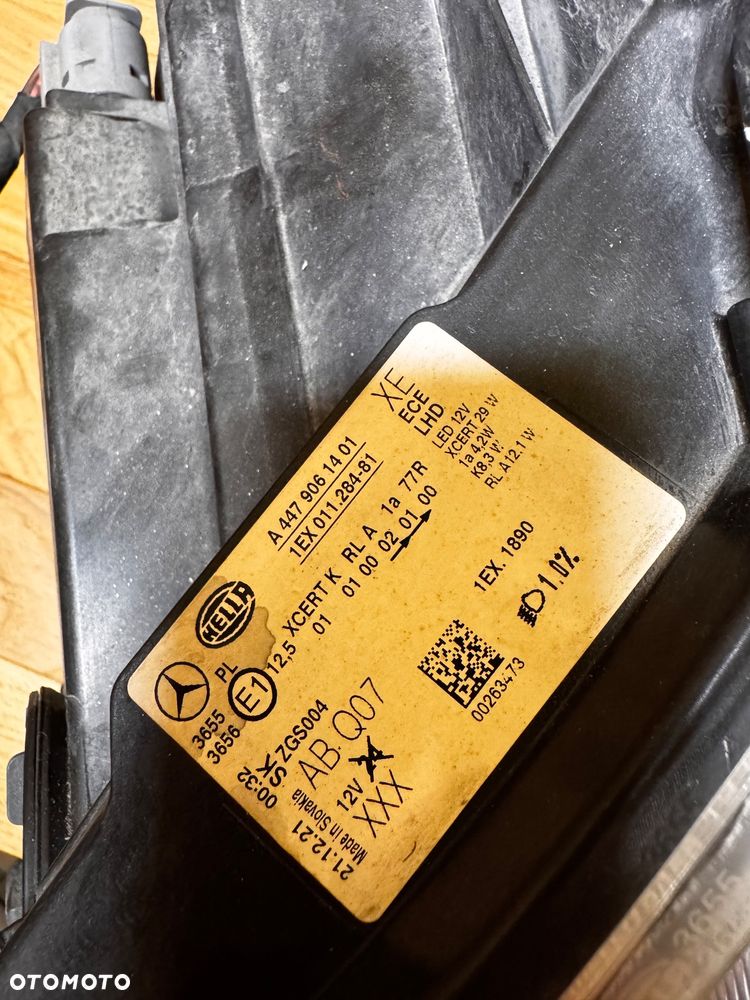 A 447 906 14 01
1EX 011.284-81
XE
ECE
LHD
LED 12V
XCERT 29 W
1a 4,2W
K8,3 W
RL A12.1 W
HELLA
PL
3655
3656
E1
12,5 XCERT K RL A 1a 77R
01 01 00 02 01 00
1EX. 1890
1.0%
00:32
SK ZGS004
AB. Q07
00263473
21.12.21
Made in Slovakia
12V
XXX
3655
OTOMOTO